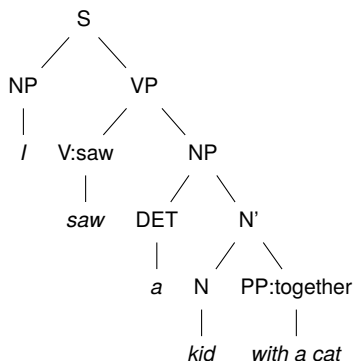 S
NP VP
I V:saw NP
saw DET N'
a N PP:together
kid with a cat